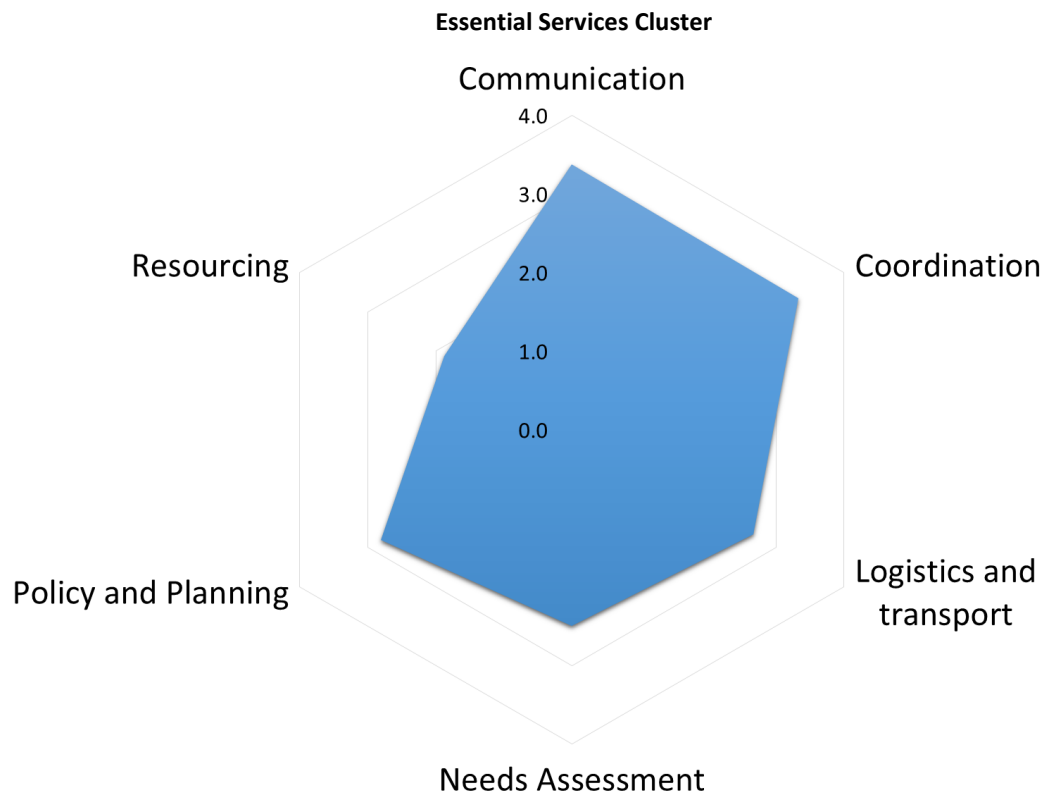 Essential Services Cluster
Communication
4.0
3.0
2.0
1.0
0.0
Resourcing
Coordination
Policy and Planning
Logistics and
transport
Needs Assessment